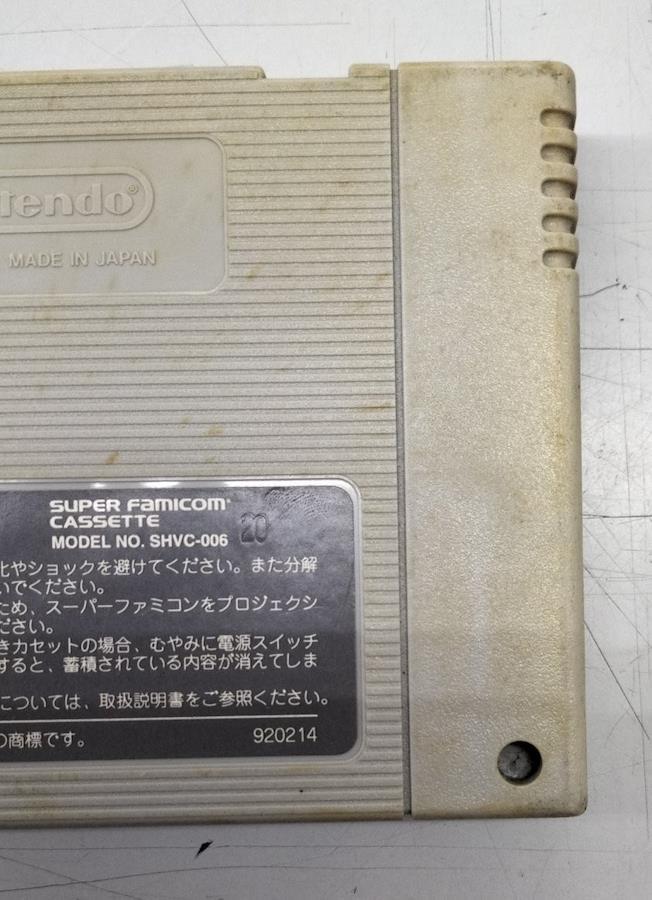 ntendo®
MADE IN JAPAN
SUPER FAMICOM®
CASSETTE
MODEL NO. SHVC-006
20
化やショックを避けてください。また分解
いでください。
ため、スーパーファミコンをプロジェクシ
ださい。
きカセットの場合、むやみに電源スイッチ
すると、蓄積されている内容が消えてしま
については、取扱説明書をご参照ください。
の商標です。
920214